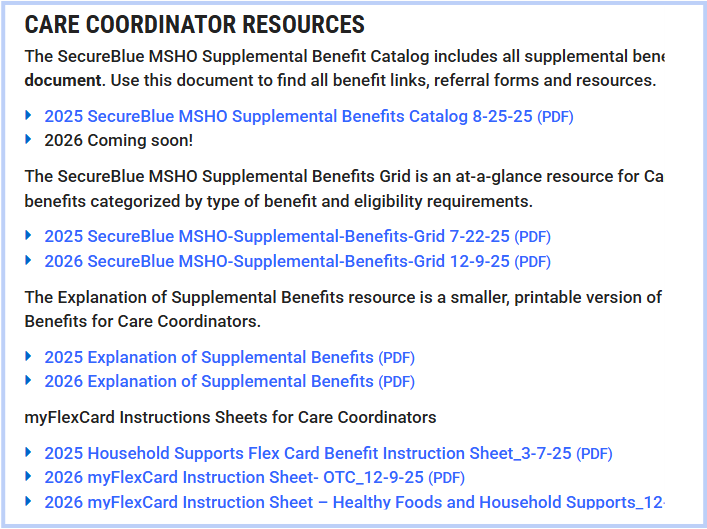 CARE COORDINATOR RESOURCES
The SecureBlue MSHO Supplemental Benefit Catalog includes all supplemental
document. Use this document to find all benefit links, referral forms and resources.
2025 SecureBlue MSHO Supplemental Benefits Catalog 8-25-25 (PDF)
2026 Coming soon!
The SecureBlue MSHO Supplemental Benefits Grid is an at-a-glance resource for Ca
benefits categorized by type of benefit and eligibility requirements.
2025 SecureBlue MSHO-Supplemental-Benefits-Grid 7-22-25 (PDF)
2026 SecureBlue MSHO-Supplemental-Benefits-Grid 12-9-25 (PDF)
The Explanation of Supplemental Benefits resource is a smaller, printable version of
Benefits for Care Coordinators.
2025 Explanation of Supplemental Benefits (PDF)
2026 Explanation of Supplemental Benefits (PDF)
myFlexCard Instructions Sheets for Care Coordinators
2025 Household Supports Flex Card Benefit Instruction Sheet_3-7-25 (PDF)
2026 myFlexCard Instruction Sheet- OTC_12-9-25 (PDF)
2026 myFlexCard Instruction Sheet – Healthy Foods and Household Supports_12-